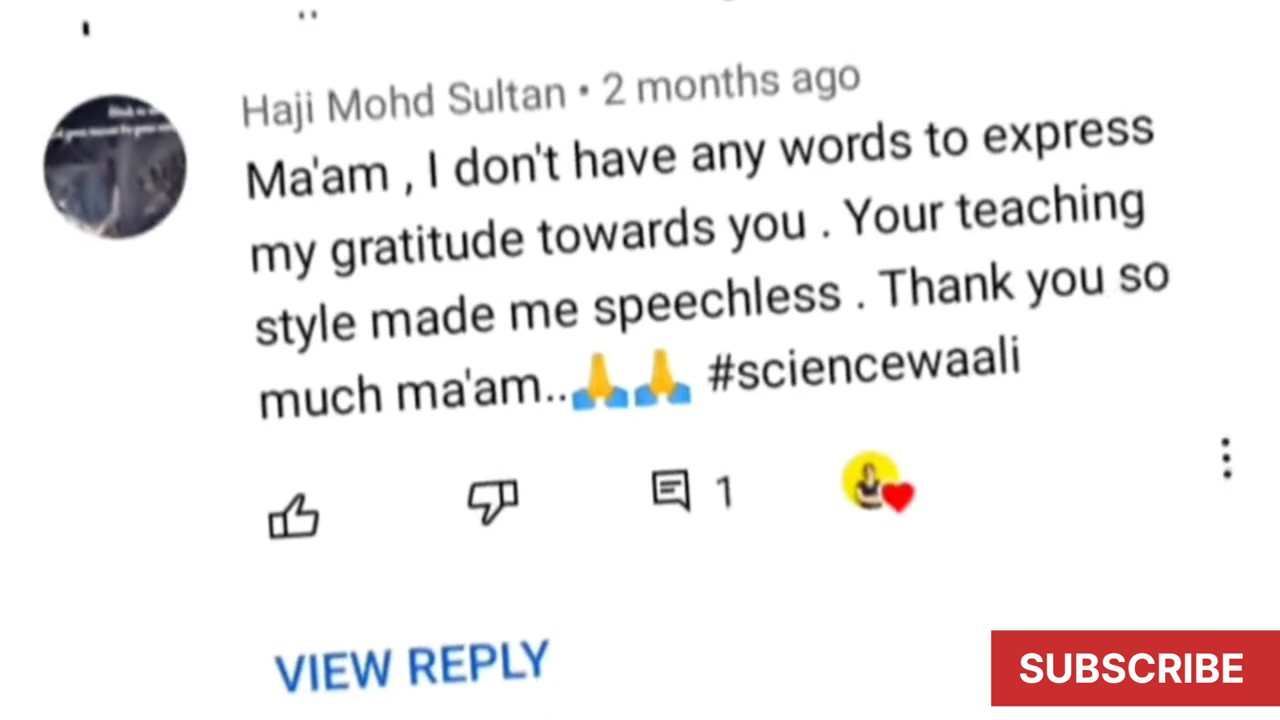 Haji Mohd Sultan • 2 months ago
Ma'am , I don't have any words to express
my gratitude towards you . Your teaching
style made me speechless . Thank you so
much ma'am..🙏🙏 #sciencewaali
1
VIEW REPLY
SUBSCRIBE